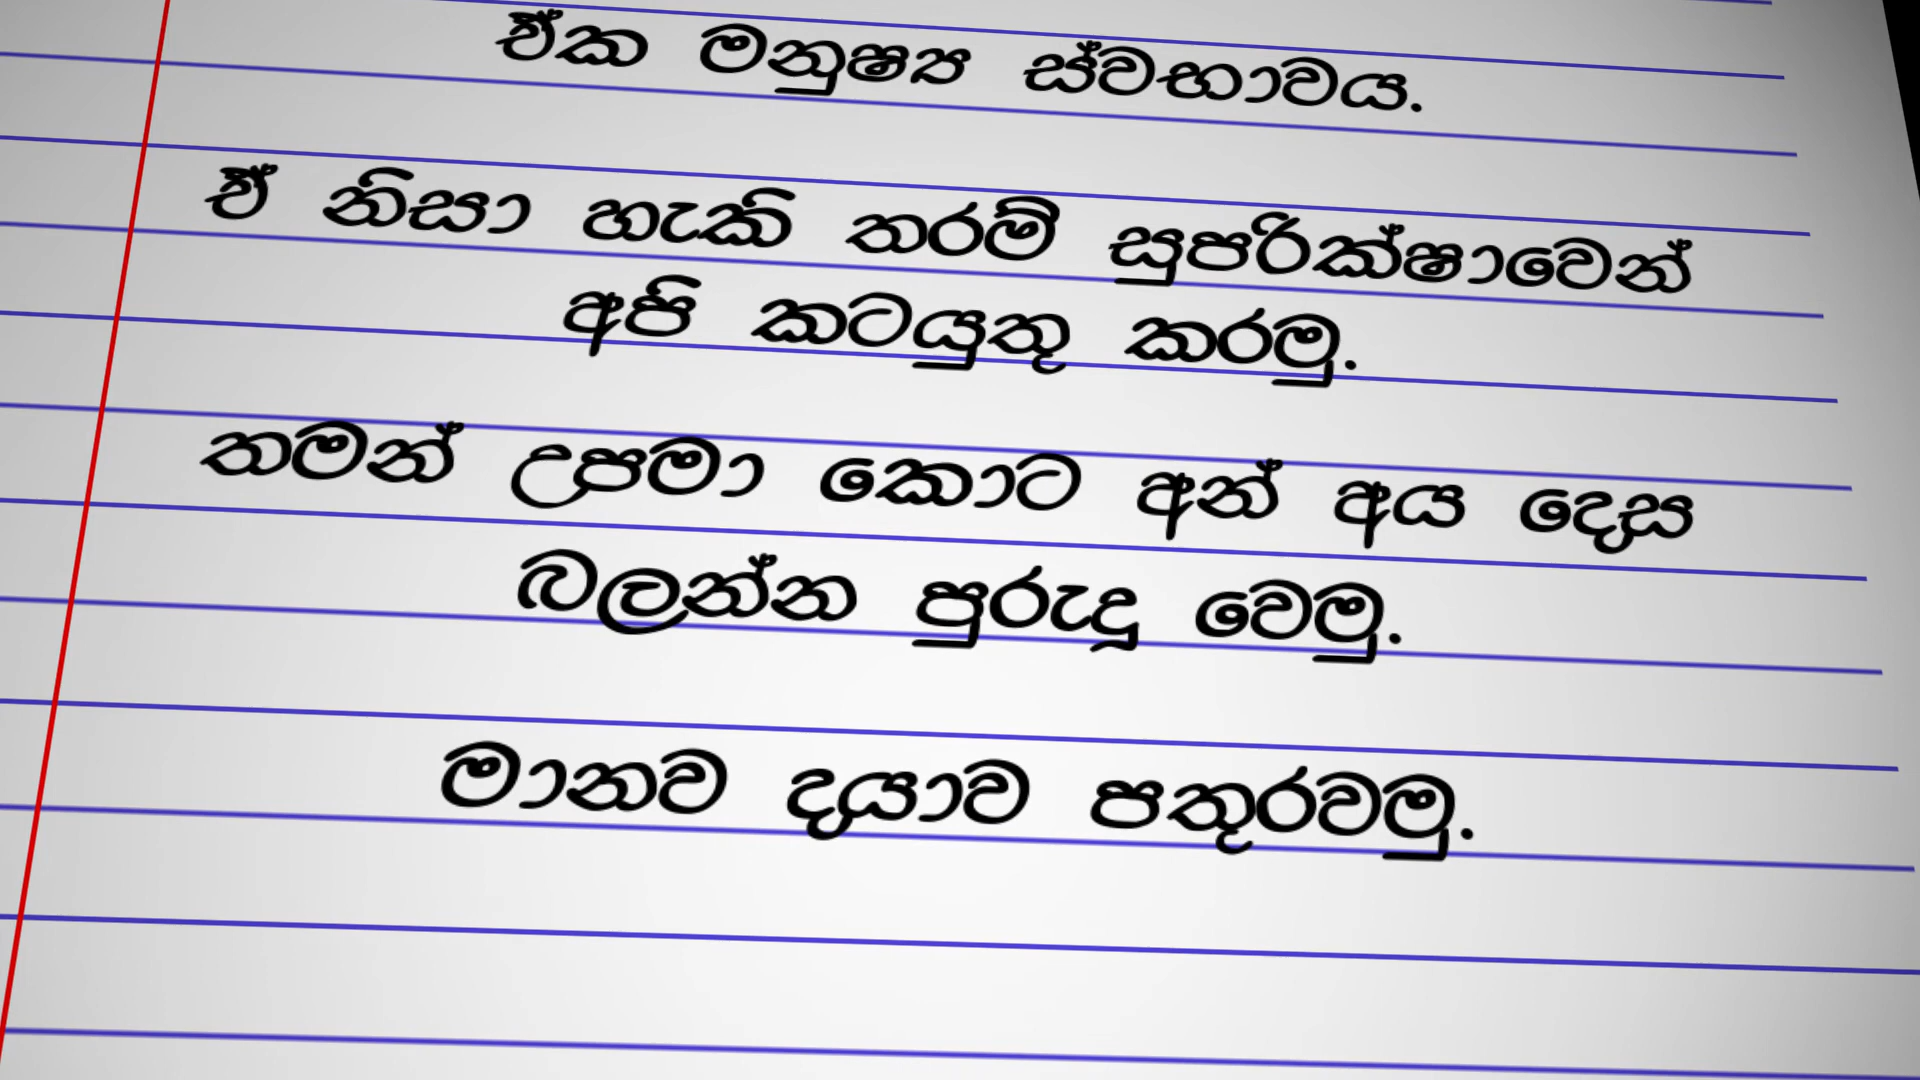 ඒක මනුෂ්‍ය ස්වභාවය.
ඒ නිසා හැකි තරම් සුපරික්ෂාවෙන්
අපි කටයුතු කරමු.
තමන් උපමා කොට අන් අය දෙස
බලන්න පුරුදු වෙමු.
මානව දයාව පතුරවමු.